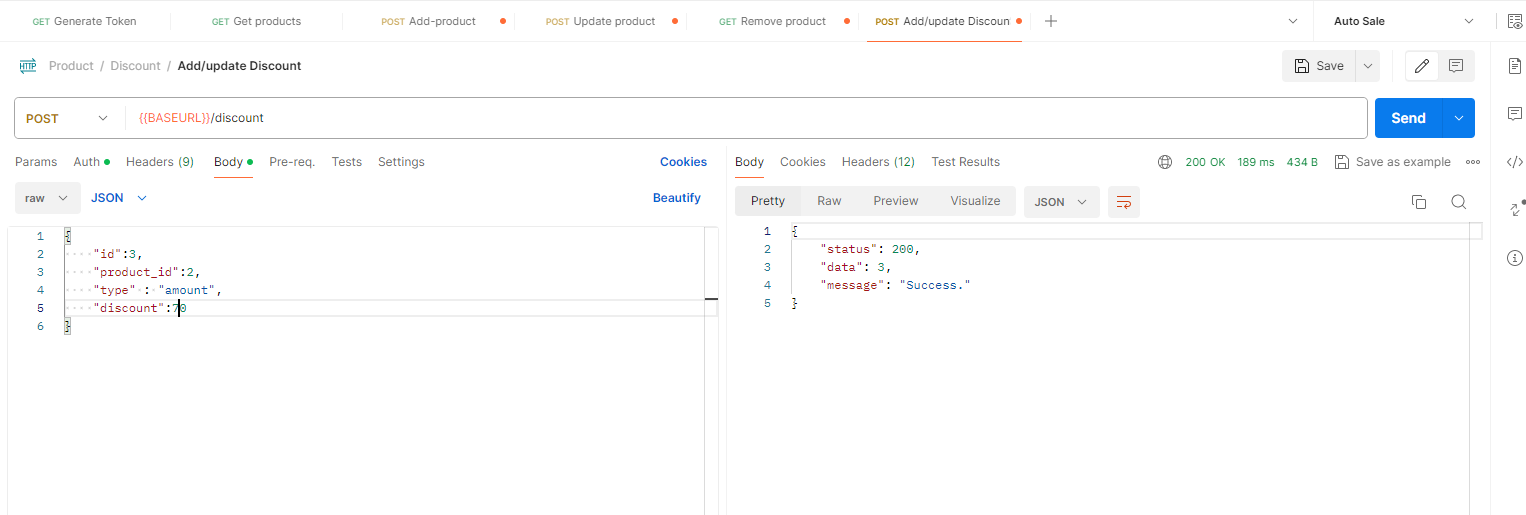 GET Generate Token
GET Get products
POST Add-product
POST Update product
GET Remove product
POST Add/update Discoun
Auto Sale
HTTP Product / Discount / Add/update Discount
Save
POST
{{BASEURL}}/discount
Send
Params Auth Headers (9) Body Pre-req. Tests Settings Cookies
raw JSON Beautify
1 {
2 "id":3,
3 "product_id":2,
4 "type" : "amount",
5 "discount":70
6 }
Body Cookies Headers (12) Test Results 200 OK 189 ms 434 B Save as example
Pretty Raw Preview Visualize JSON
1 {
2 "status": 200,
3 "data": 3,
4 "message": "Success."
5 }